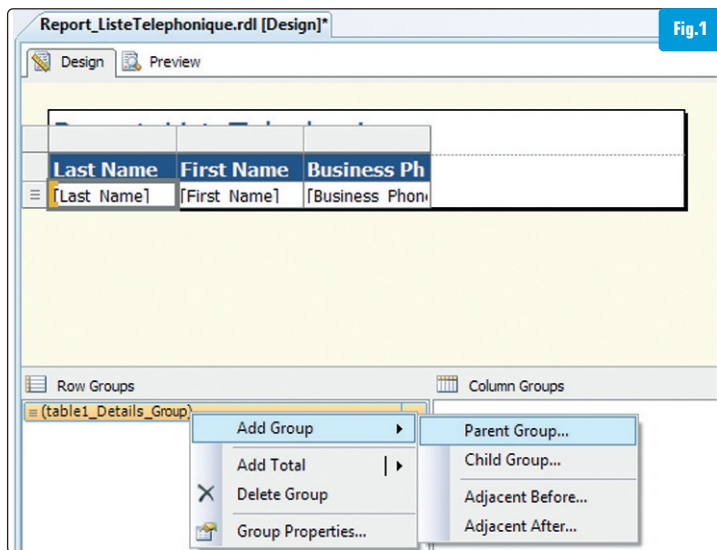 Report_ListeTelephonique.rdl [Design]*
Fig.1
Design Preview
Last Name First Name Business Ph
[Last Name] [First Name] [Business Phon
Row Groups
Column Groups
(table1_Details_Group)
Add Group
Parent Group...
Add Total
Child Group...
Delete Group
Adjacent Before...
Group Properties...
Adjacent After...